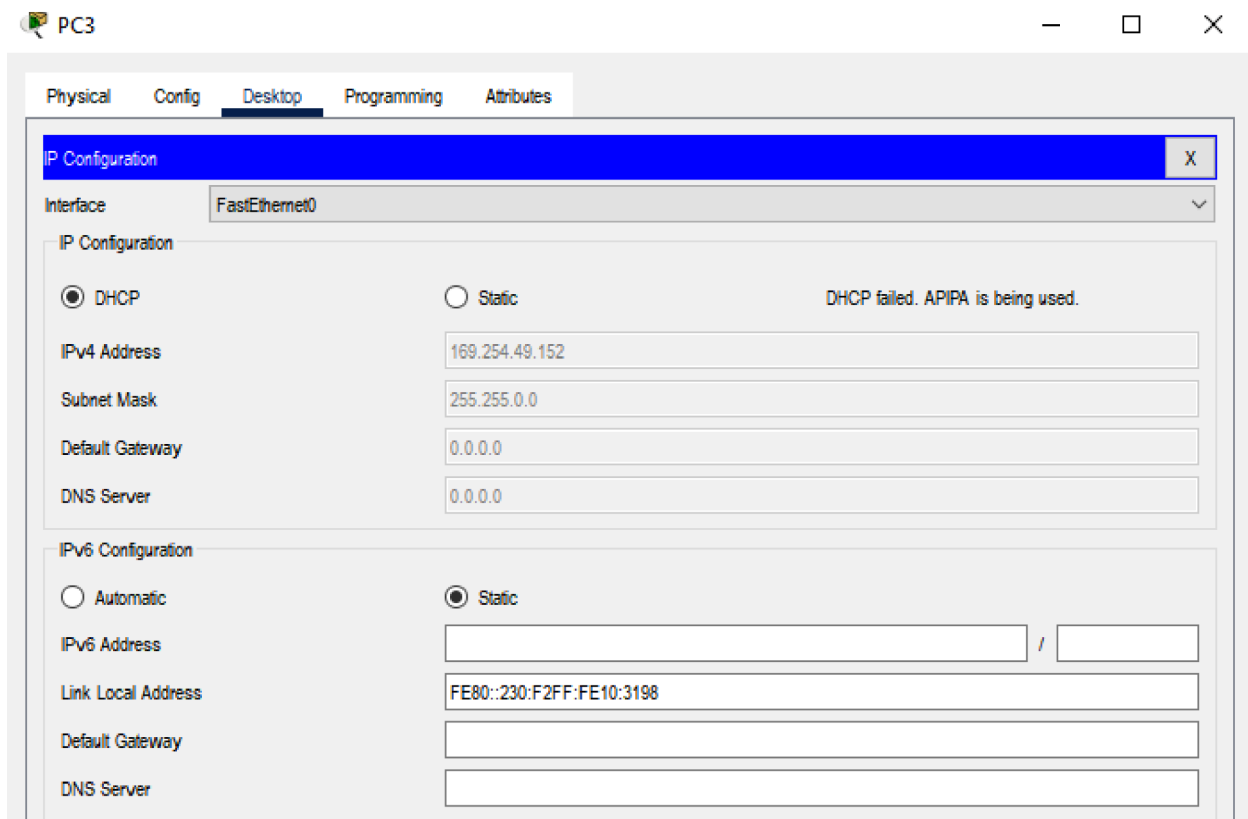 PC3
Physical Config Desktop Programming Attributes
IP Configuration X
Interface FastEthernet0
IP Configuration
DHCP Static DHCP failed. APIPA is being used.
IPv4 Address 169.254.49.152
Subnet Mask 255.255.0.0
Default Gateway 0.0.0.0
DNS Server 0.0.0.0
IPv6 Configuration
Automatic Static
IPv6 Address /
Link Local Address FE80::230:F2FF:FE10:3198
Default Gateway
DNS Server